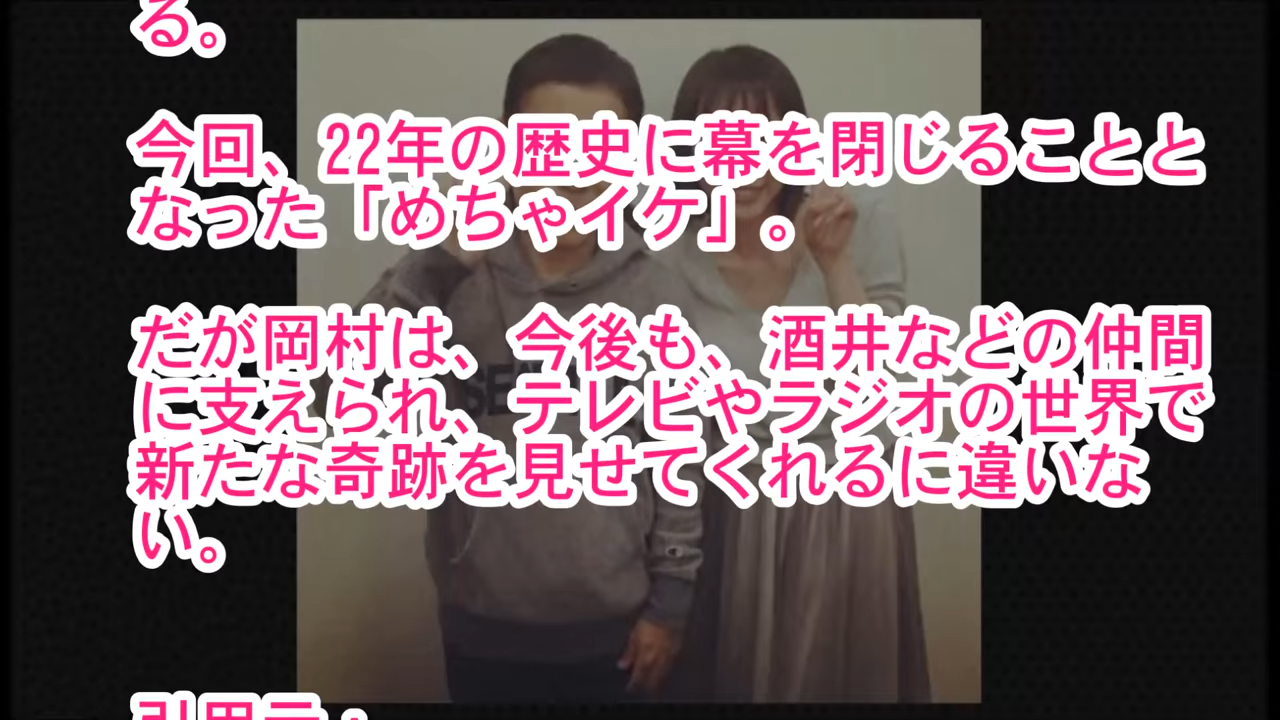 る。
今回、22年の歴史に幕を閉じることと
なった「めちゃイケ」。
だが岡村は、今後も、酒井などの仲間
に支えられ、テレビやラジオの世界で
新たな奇跡を見せてくれるに違いな
い。
引用元：